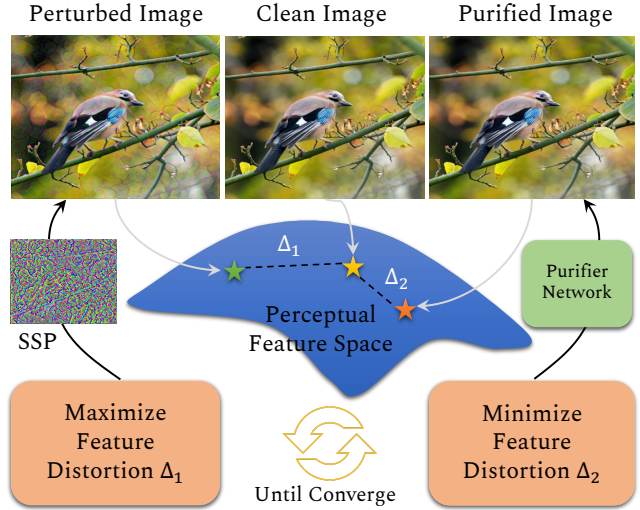 Perturbed Image
Clean Image
Purified Image
Δ1
Δ2
Perceptual
Feature Space
SSP
Purifier
Network
Maximize
Feature
Distortion Δ1
Until Converge
Minimize
Feature
Distortion Δ2